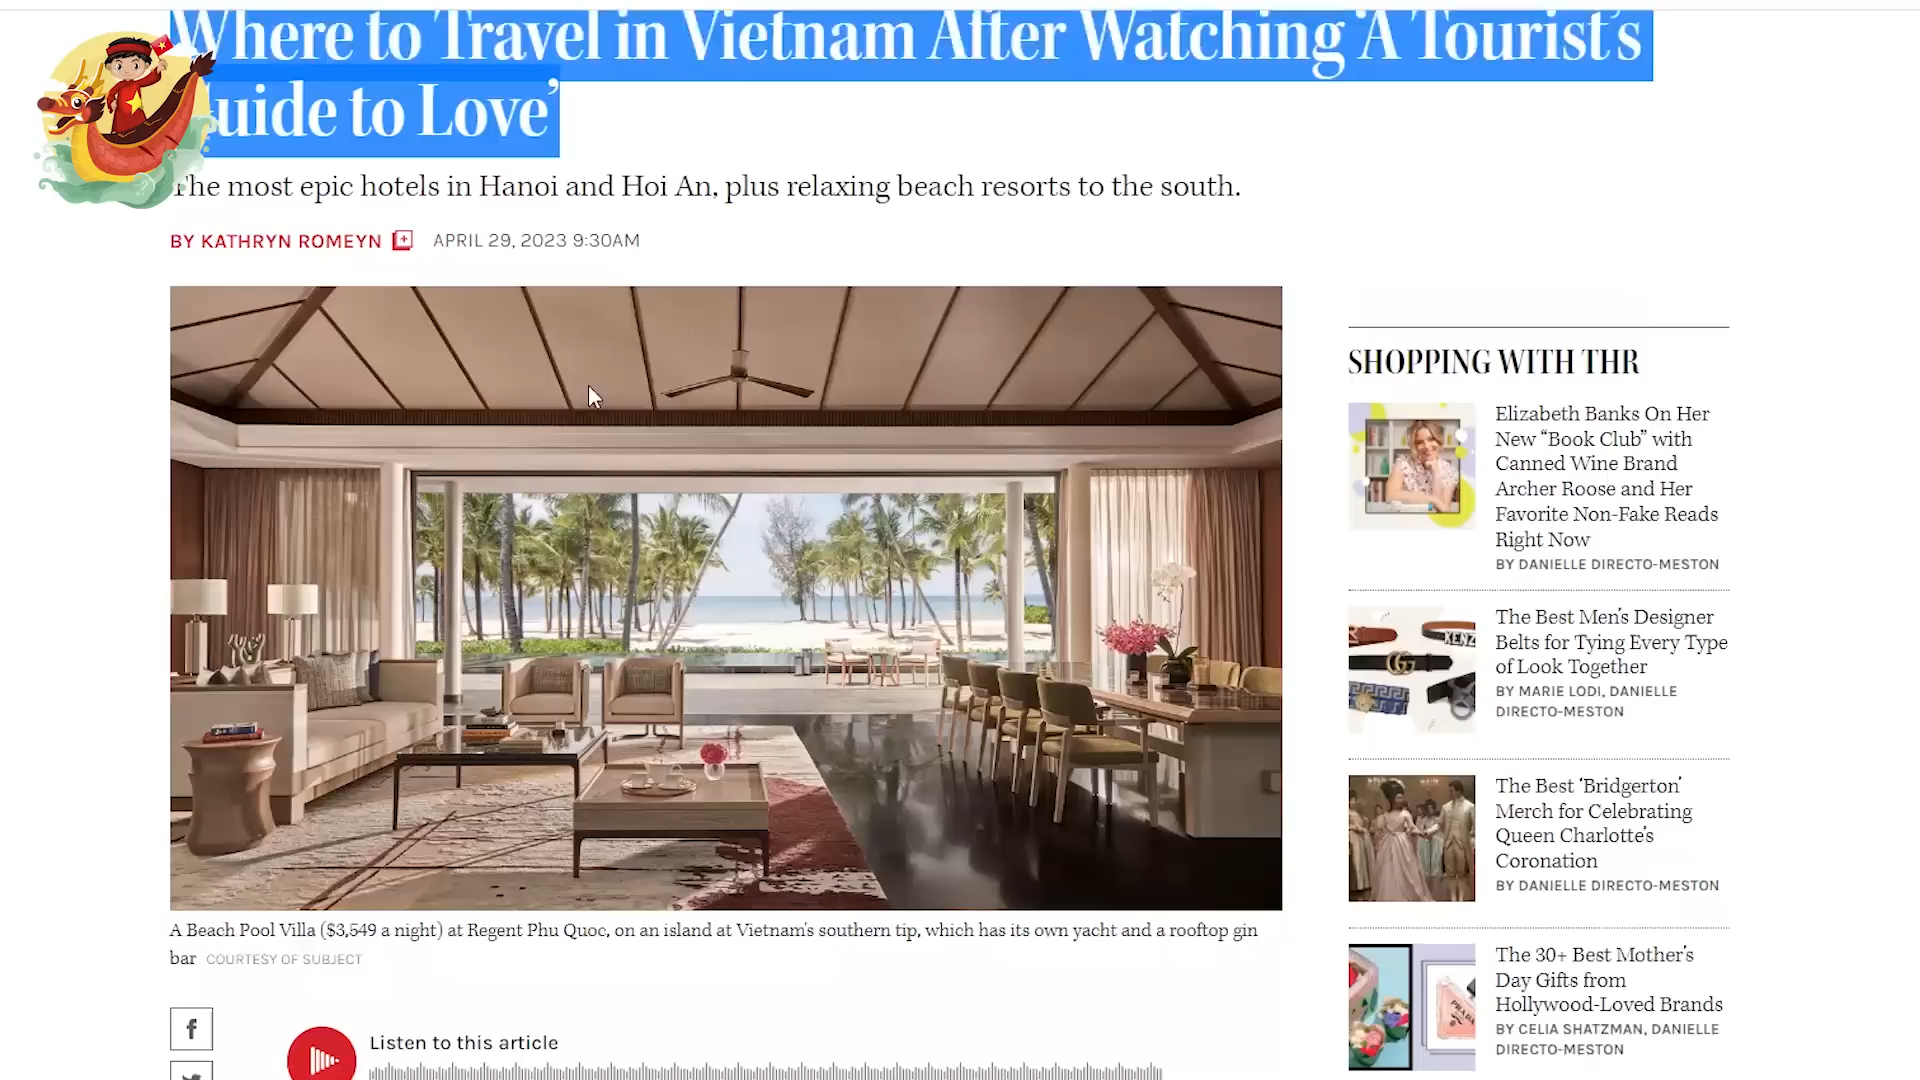 Where to Travel in Vietnam After Watching ‘A Tourist’s
uide to Love’
The most epic hotels in Hanoi and Hoi An, plus relaxing beach resorts to the south.
BY KATHRYN ROMEYN APRIL 29, 2023 9:30AM
A Beach Pool Villa ($3,549 a night) at Regent Phu Quoc, on an island at Vietnam's southern tip, which has its own yacht and a rooftop gin
bar COURTESY OF SUBJECT
Listen to this article
SHOPPING WITH THR
Elizabeth Banks On Her
New “Book Club” with
Canned Wine Brand
Archer Roose and Her
Favorite Non-Fake Reads
Right Now
BY DANIELLE DIRECTO-MESTON
The Best Men’s Designer
Belts for Tying Every Type
of Look Together
BY MARIE LODI, DANIELLE
DIRECTO-MESTON
KENZ
The Best ‘Bridgerton’
Merch for Celebrating
Queen Charlotte’s
Coronation
BY DANIELLE DIRECTO-MESTON
The 30+ Best Mother’s
Day Gifts from
Hollywood-Loved Brands
BY CELIA SHATZMAN, DANIELLE
DIRECTO-MESTON
PRADA